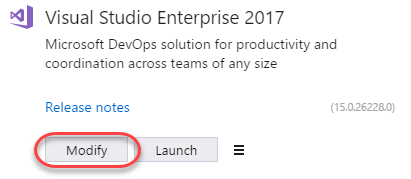 Visual Studio Enterprise 2017
Microsoft DevOps solution for productivity and
coordination across teams of any size
Release notes (15.0.26228.0)
Modify Launch